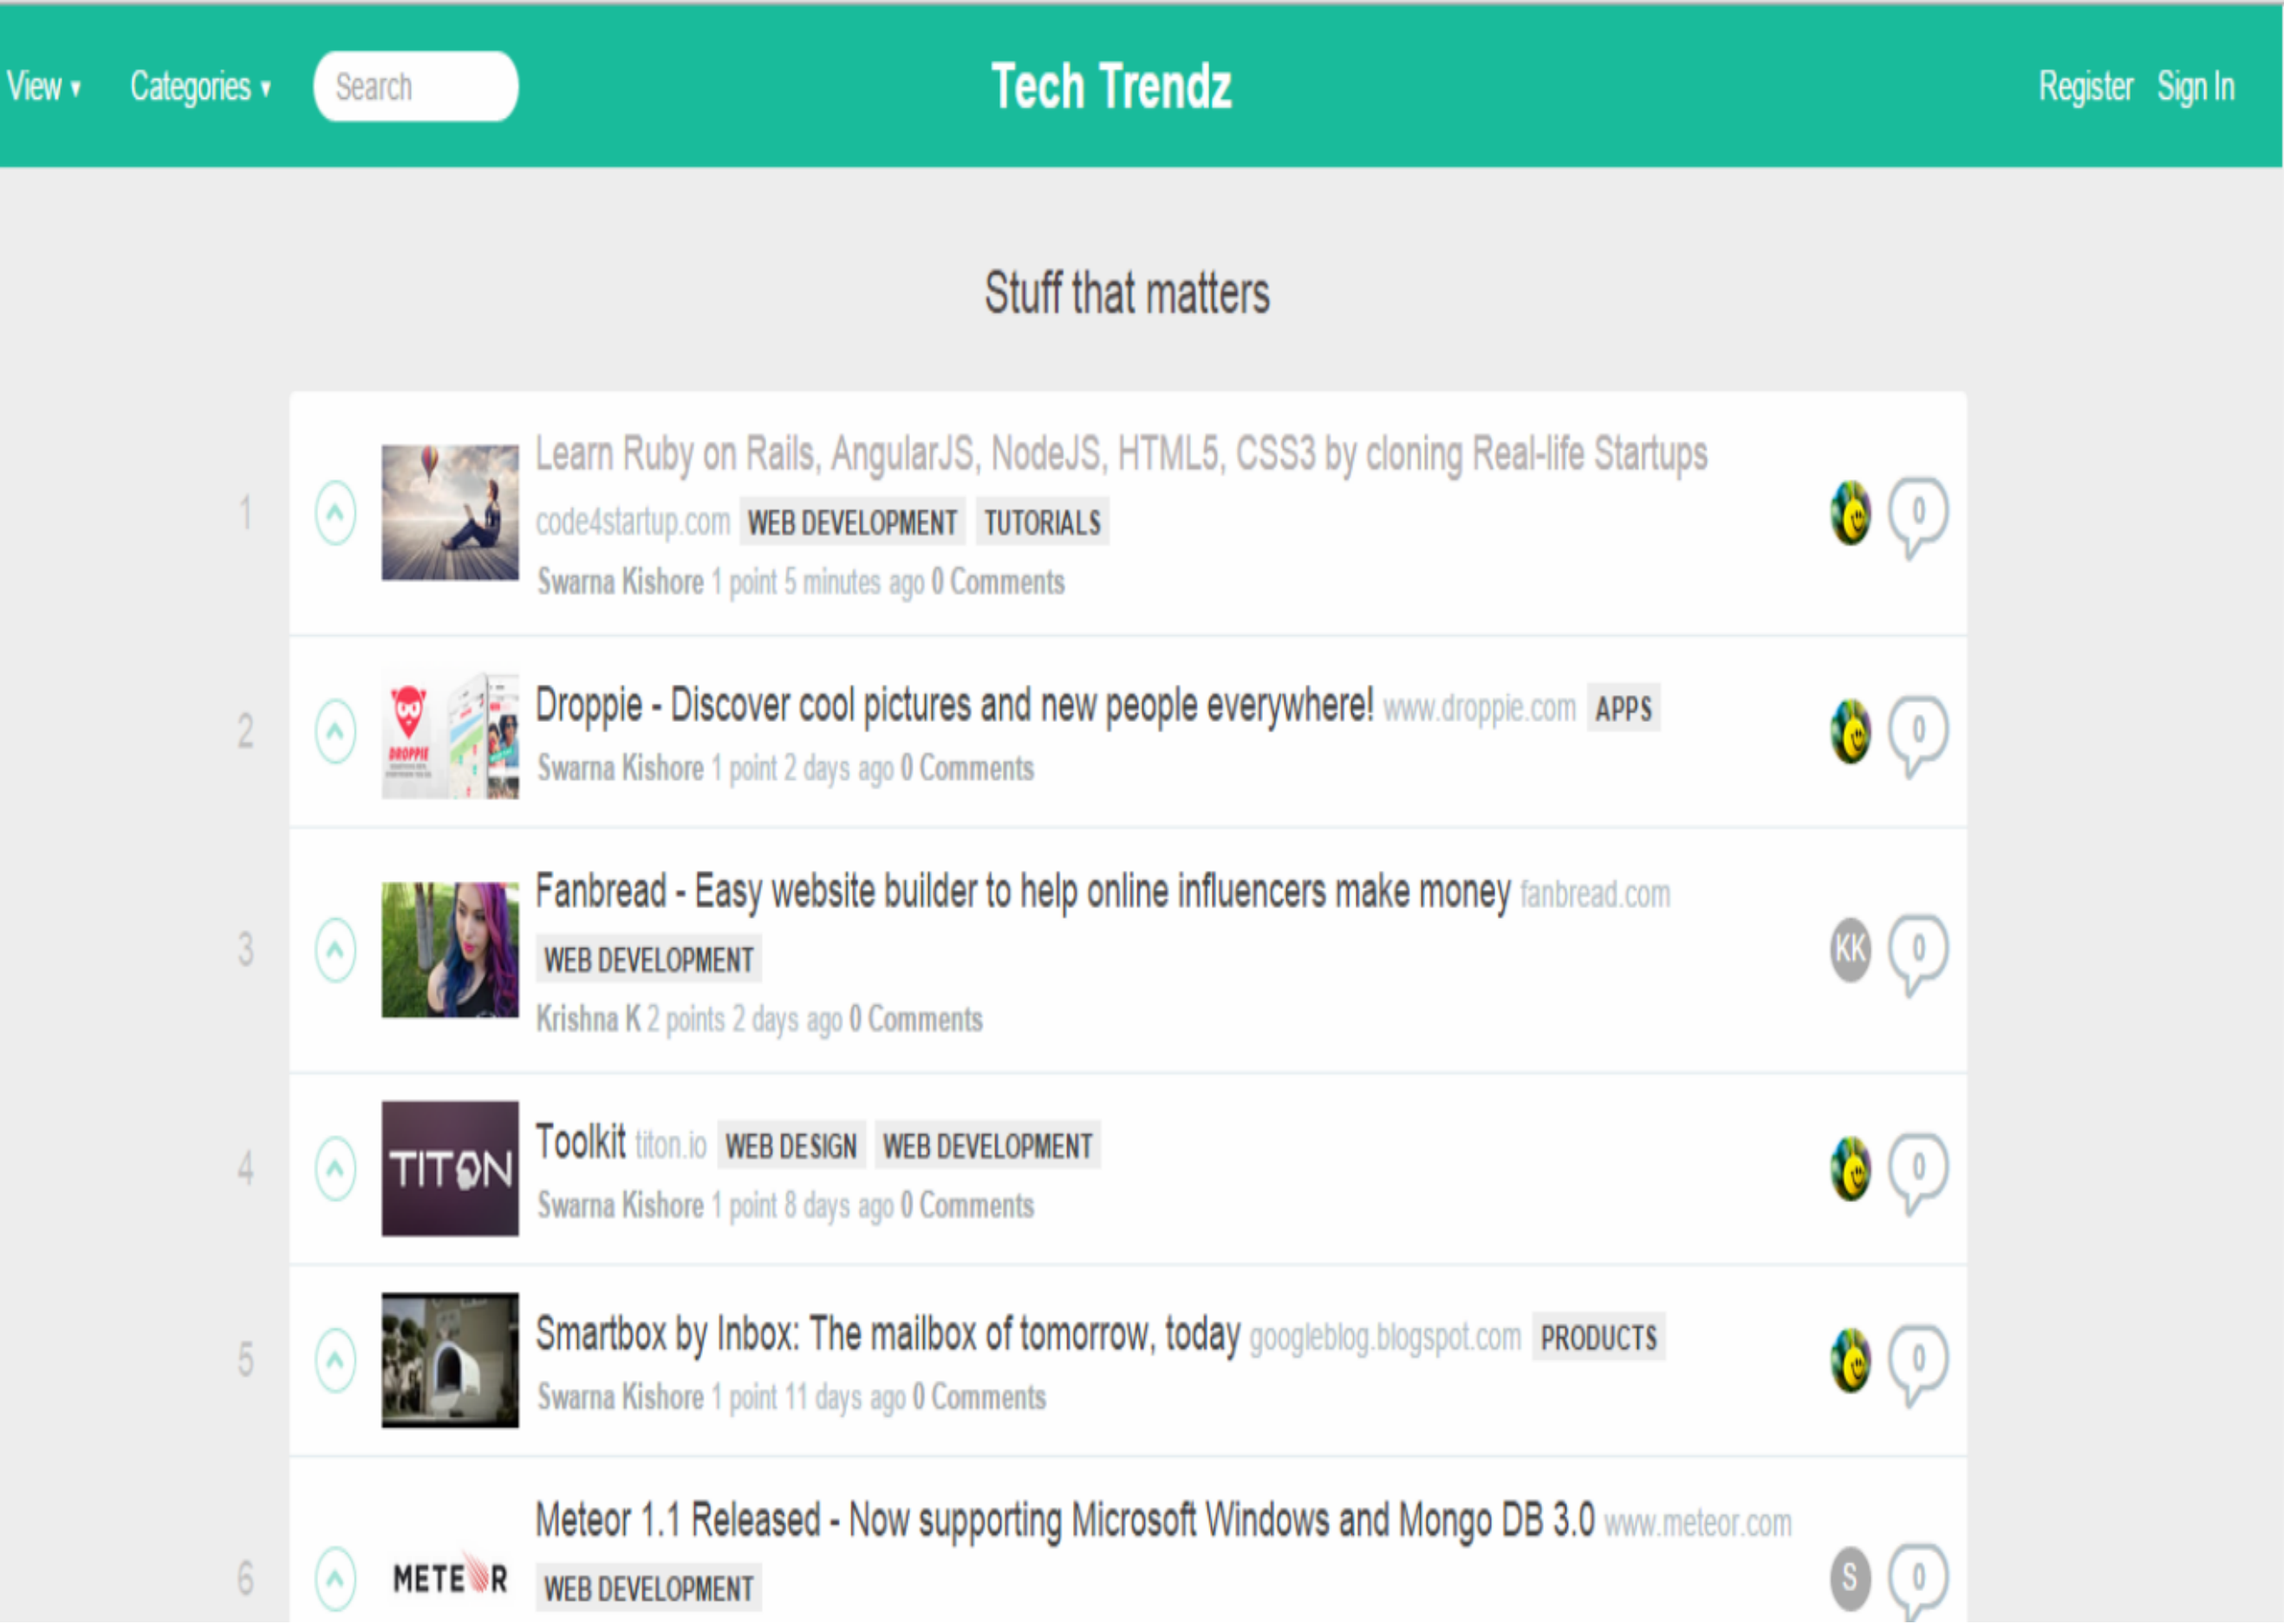 View ▾ Categories ▾ Search Tech Trendz Register Sign In
Stuff that matters
1
Learn Ruby on Rails, AngularJS, NodeJS, HTML5, CSS3 by cloning Real-life Startups
code4startup.com WEB DEVELOPMENT TUTORIALS
Swarna Kishore 1 point 5 minutes ago 0 Comments
0
2
DROPPIE
Droppie - Discover cool pictures and new people everywhere! www.droppie.com APPS
Swarna Kishore 1 point 2 days ago 0 Comments
0
3
Fanbread - Easy website builder to help online influencers make money fanbread.com
WEB DEVELOPMENT
Krishna K 2 points 2 days ago 0 Comments
KK 0
4
TITON
Toolkit titon.io WEB DESIGN WEB DEVELOPMENT
Swarna Kishore 1 point 8 days ago 0 Comments
0
5
Smartbox by Inbox: The mailbox of tomorrow, today googleblog.blogspot.com PRODUCTS
Swarna Kishore 1 point 11 days ago 0 Comments
0
6
METEOR
Meteor 1.1 Released - Now supporting Microsoft Windows and Mongo DB 3.0 www.meteor.com
WEB DEVELOPMENT
S 0